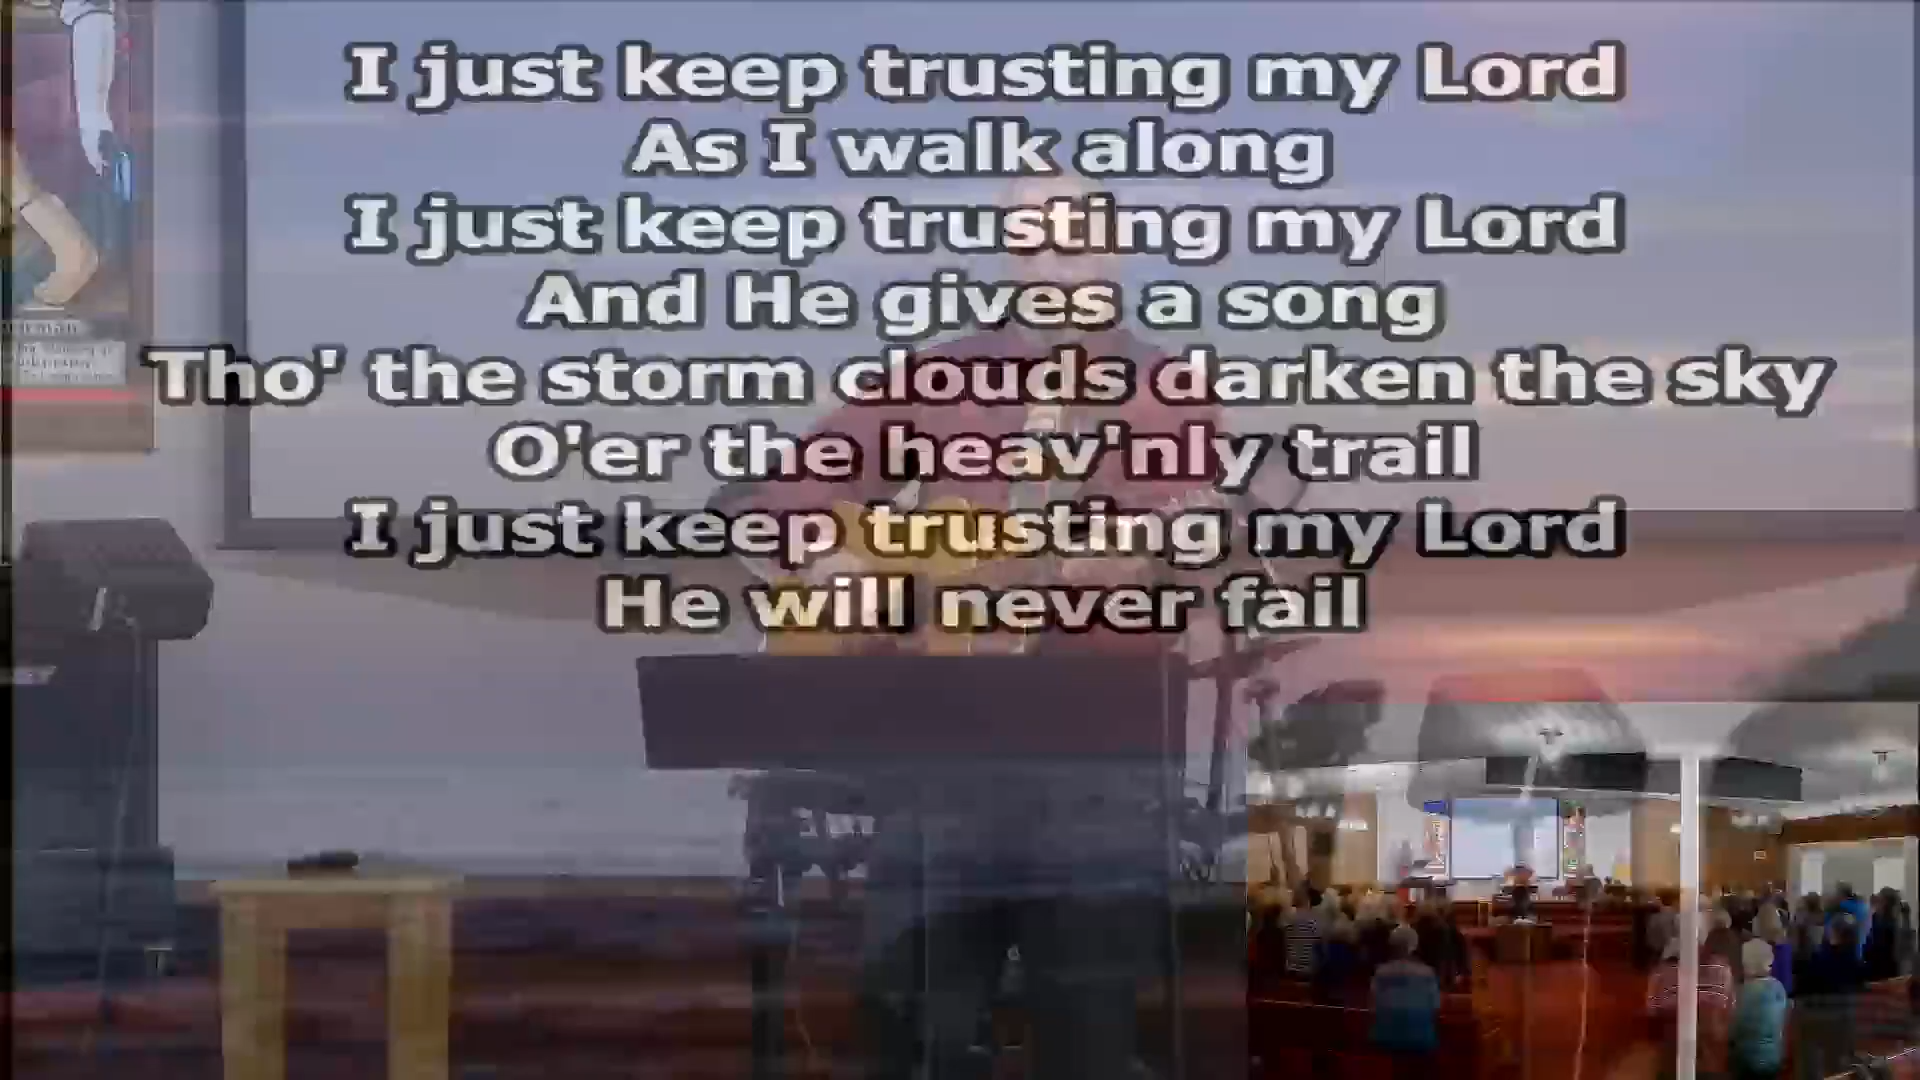 I just keep trusting my Lord
As I walk along
I just keep trusting my Lord
And He gives a song
Tho' the storm clouds darken the sky
O'er the heav'nly trail
I just keep trusting my Lord
He will never fail